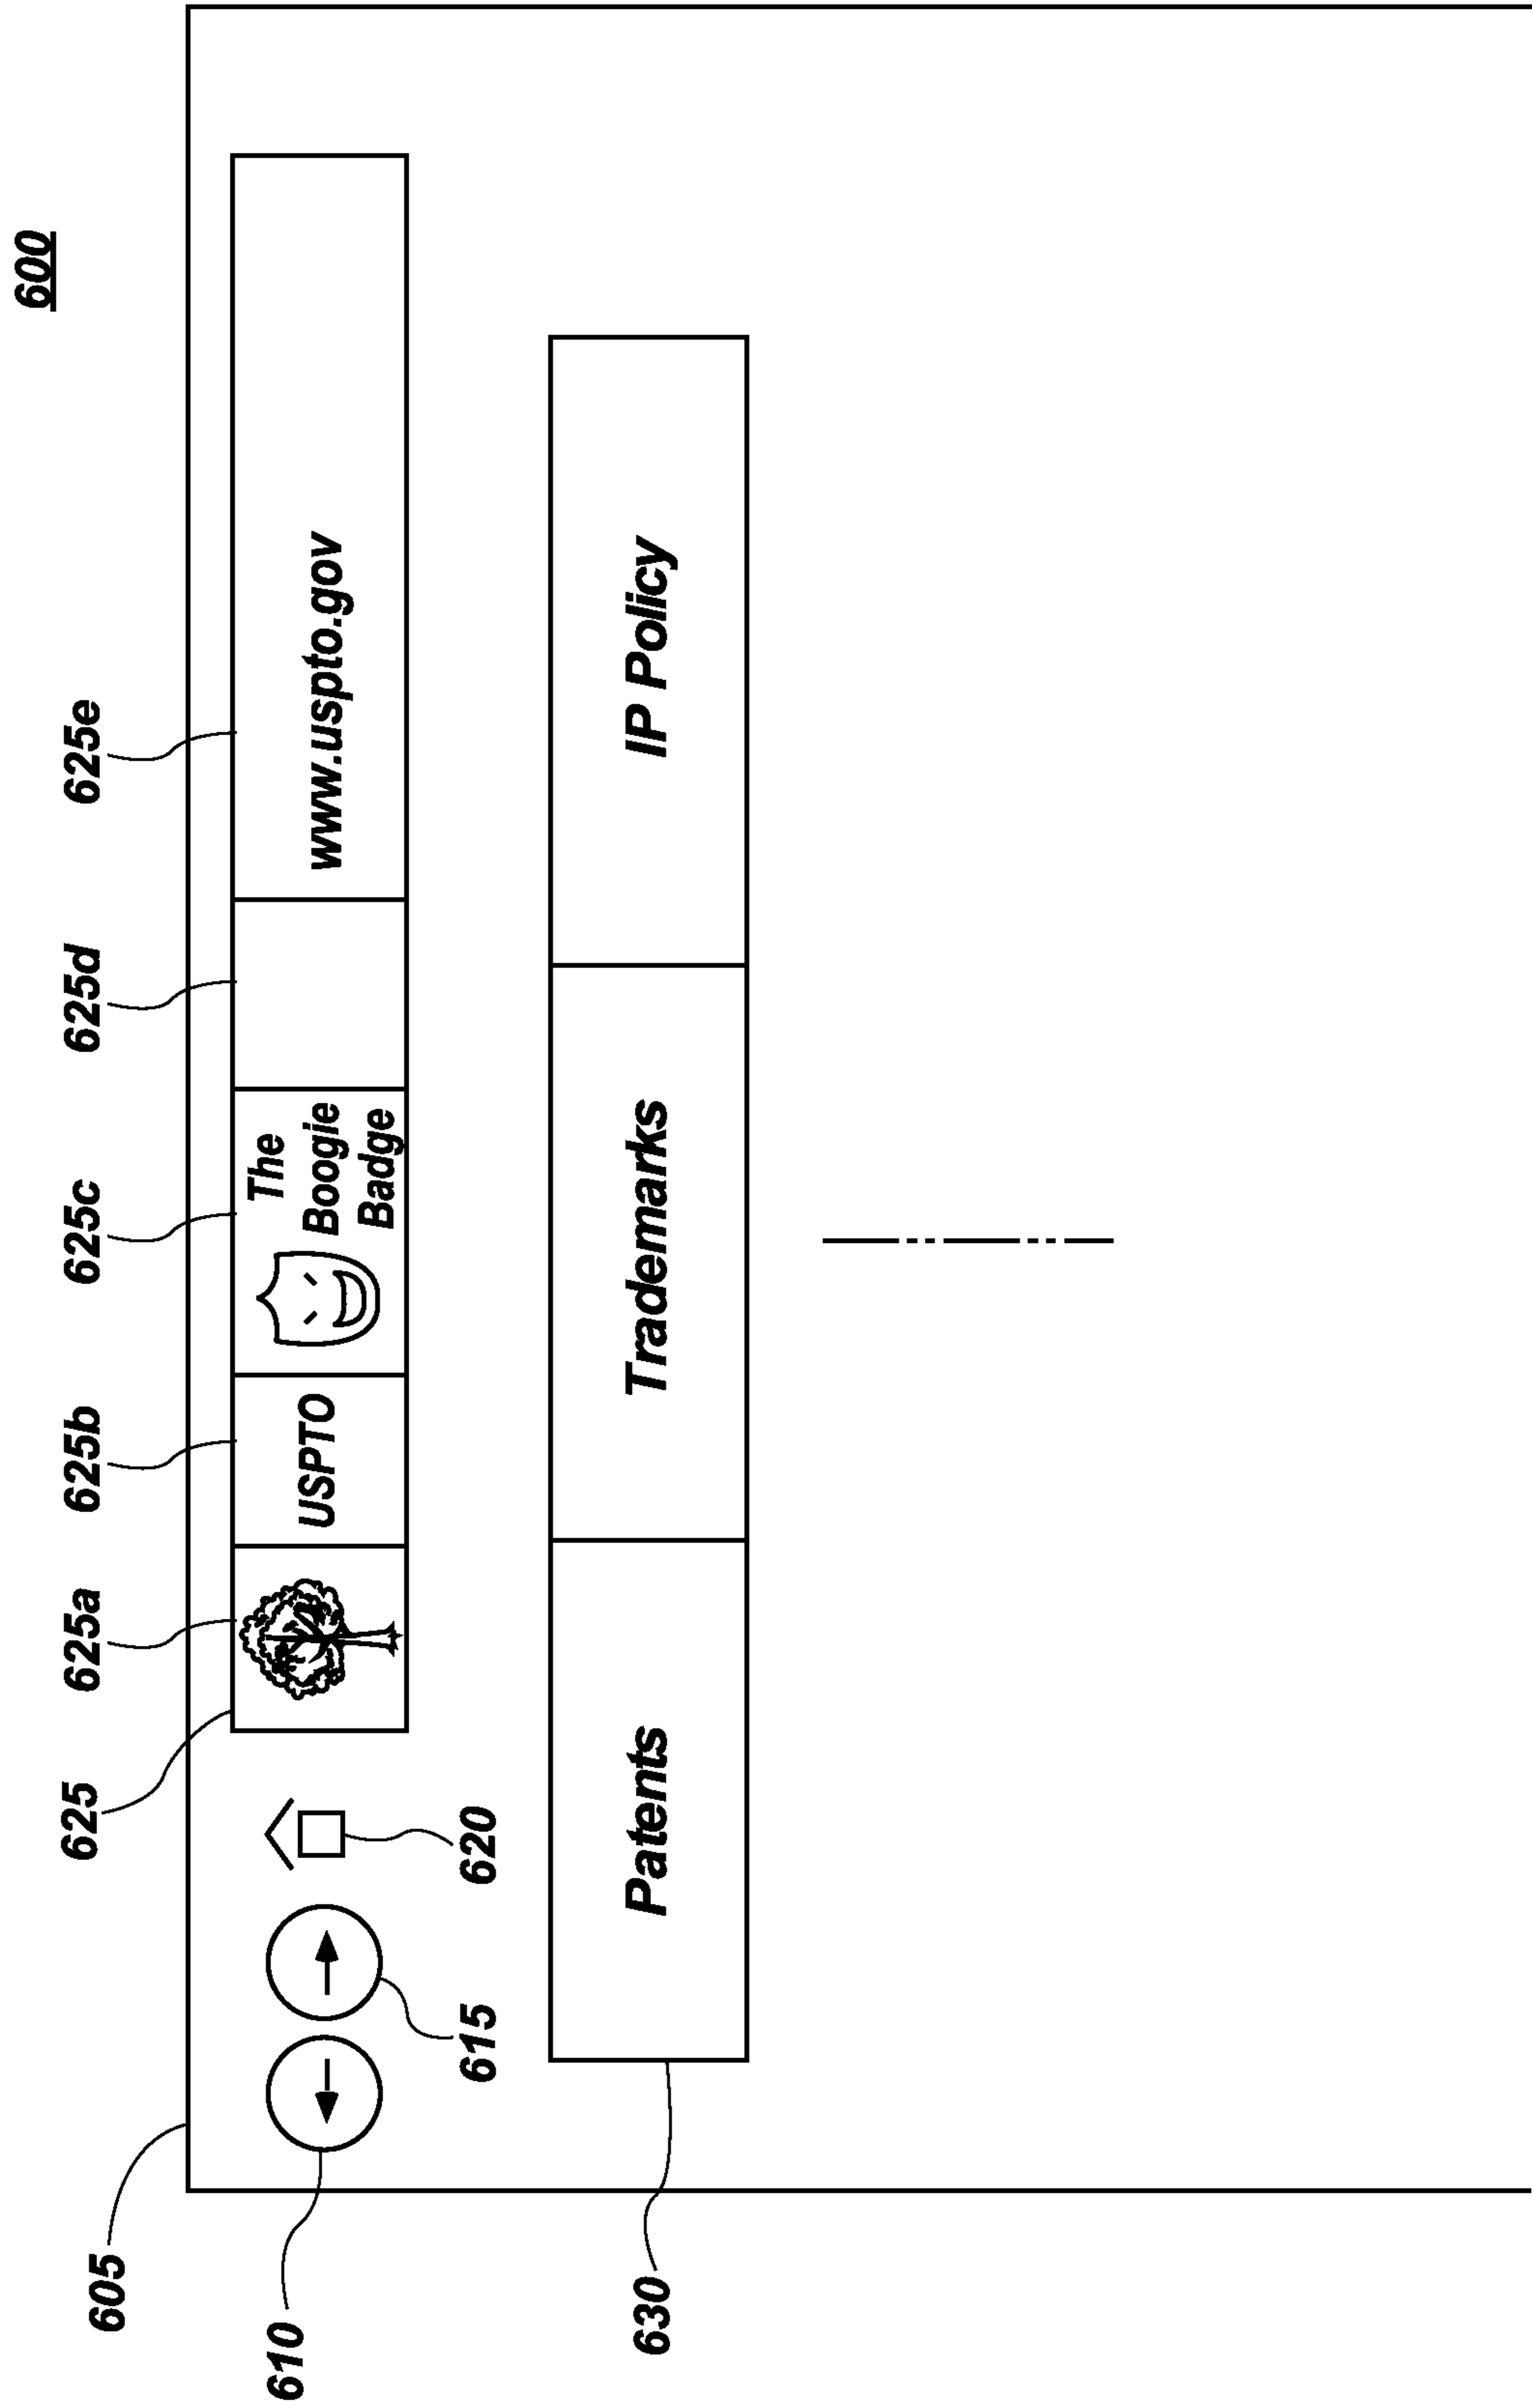 600
625 625a 625b 625c 625d 625e
605
USPTO
The
Boogie
Badge
www.uspto.gov
610
615
620
Patents
Trademarks
IP Policy
630